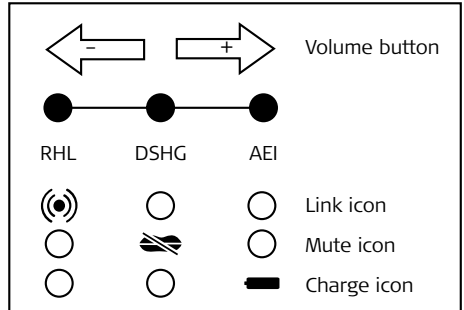 - + Volume button
RHL DSHG AEI
Link icon
Mute icon
Charge icon